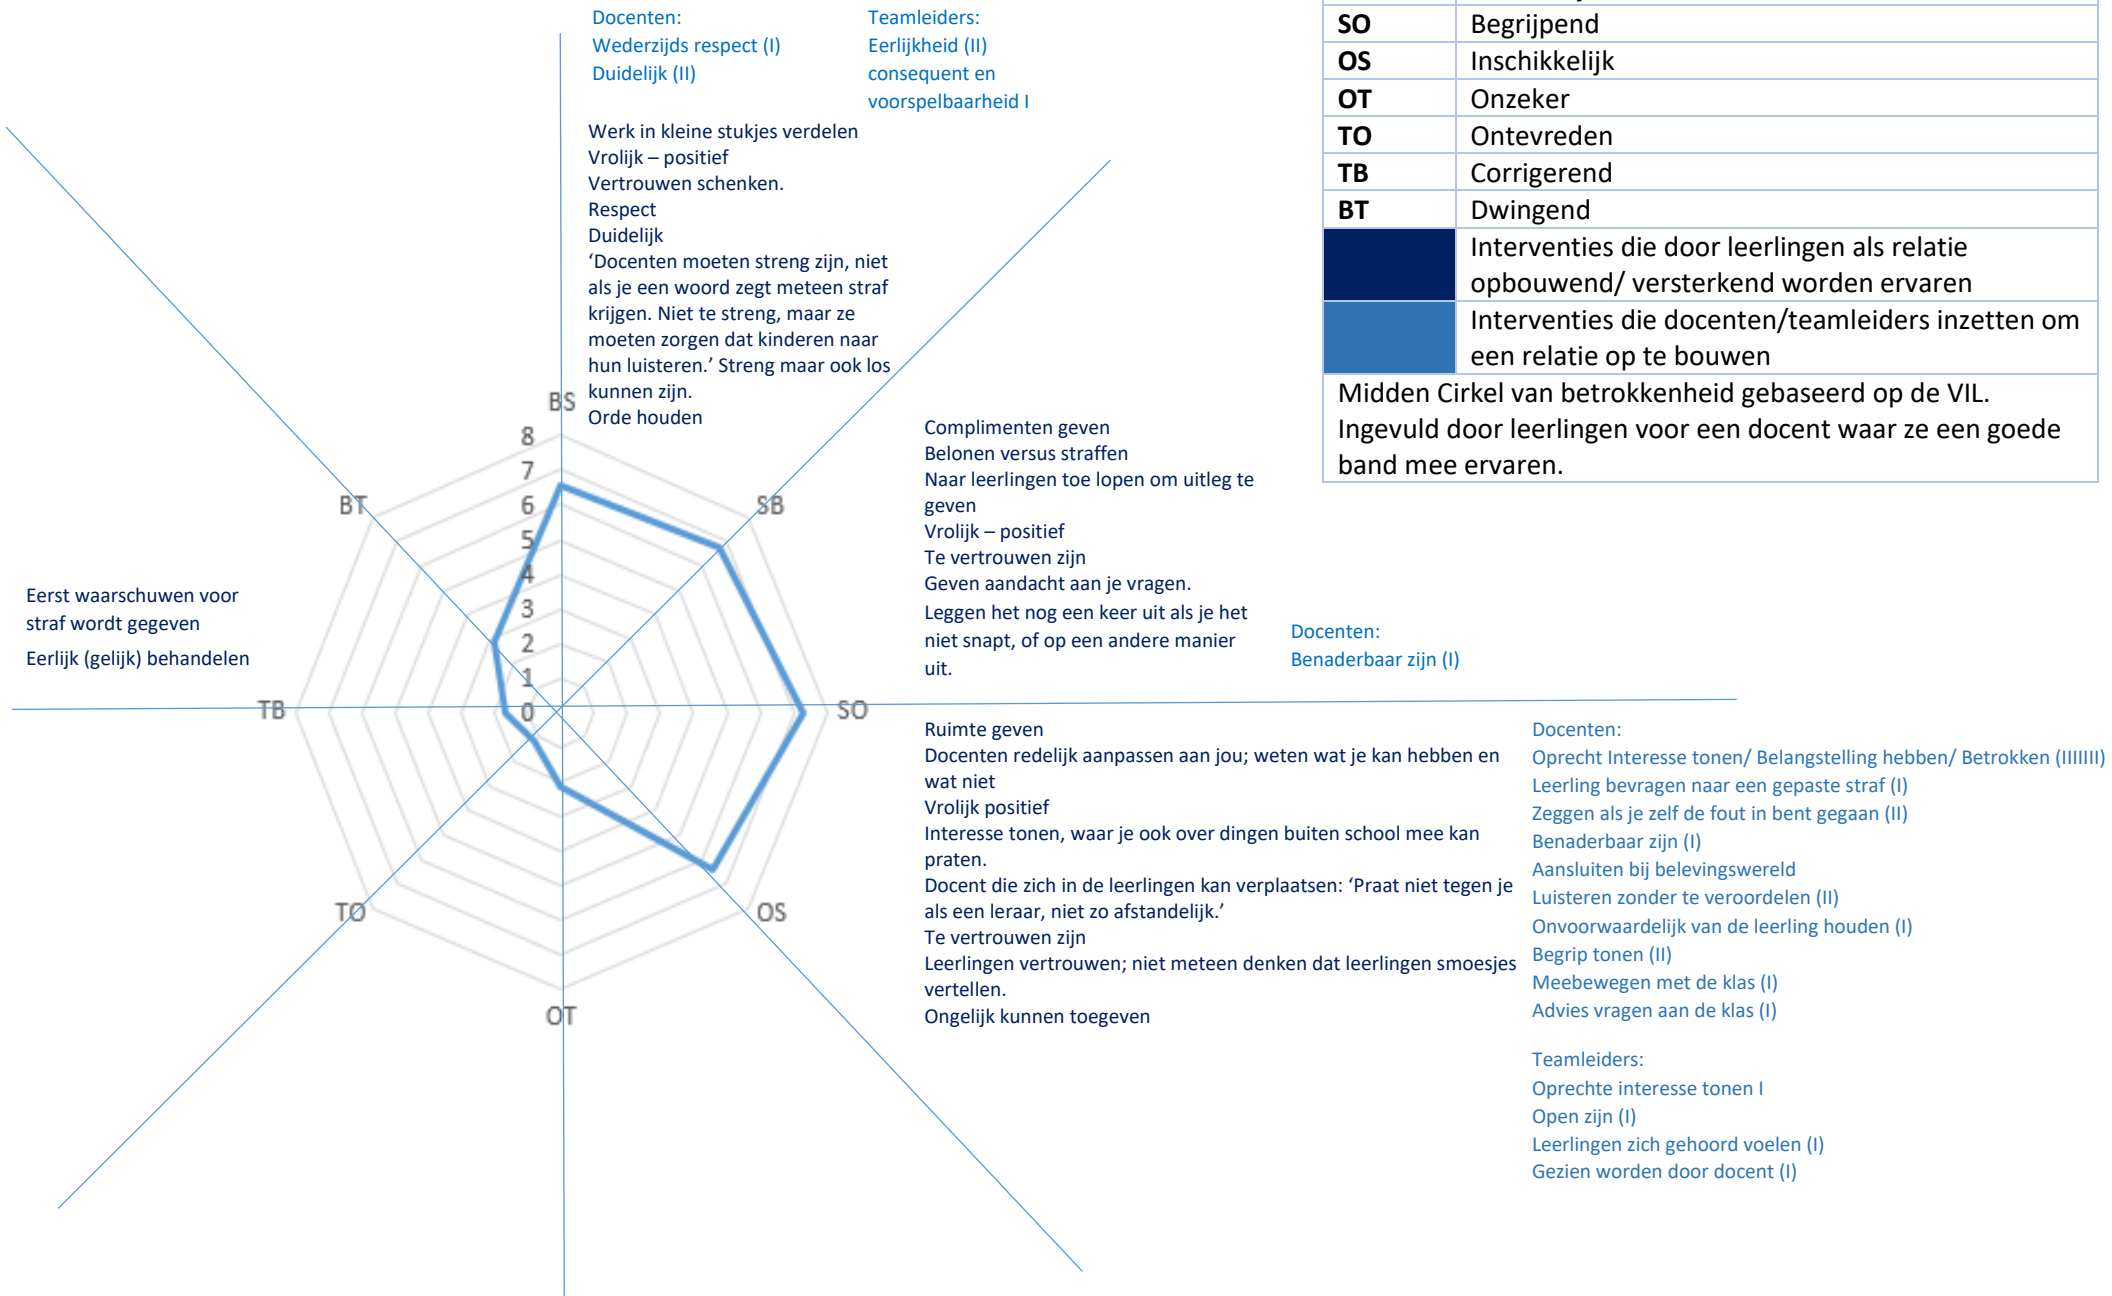 Docenten:
Wederzijds respect (I)
Duidelijk (II)
Teamleiders:
Eerlijkheid (II)
consequent en
voorspelbaarheid I
Werk in kleine stukjes verdelen
Vrolijk – positief
Vertrouwen schenken.
Respect
Duidelijk
‘Docenten moeten streng zijn, niet
als je een woord zegt meteen straf
krijgen. Niet te streng, maar ze
moeten zorgen dat kinderen naar
hun luisteren.’ Streng maar ook los
kunnen zijn.
Orde houden
SO Begrijpend
OS Inschikkelijk
OT Onzeker
TO Ontevreden
TB Corrigerend
BT Dwingend
Interventies die door leerlingen als relatie
opbouwend/ versterkend worden ervaren
Interventies die docenten/teamleiders inzetten om
een relatie op te bouwen
Midden Cirkel van betrokkenheid gebaseerd op de VIL.
Ingevuld door leerlingen voor een docent waar ze een goede
band mee ervaren.
BS
SB
SO
OS
OT
TO
TB
BT
8
7
6
5
4
3
2
1
0
Eerst waarschuwen voor
straf wordt gegeven
Eerlijk (gelijk) behandelen
Complimenten geven
Belonen versus straffen
Naar leerlingen toe lopen om uitleg te
geven
Vrolijk – positief
Te vertrouwen zijn
Geven aandacht aan je vragen.
Leggen het nog een keer uit als je het
niet snapt, of op een andere manier
uit.
Docenten:
Benaderbaar zijn (I)
Ruimte geven
Docenten redelijk aanpassen aan jou; weten wat je kan hebben en
wat niet
Vrolijk positief
Interesse tonen, waar je ook over dingen buiten school mee kan
praten.
Docent die zich in de leerlingen kan verplaatsen: ‘Praat niet tegen je
als een leraar, niet zo afstandelijk.’
Te vertrouwen zijn
Leerlingen vertrouwen; niet meteen denken dat leerlingen smoesjes
vertellen.
Ongelijk kunnen toegeven
Docenten:
Oprecht Interesse tonen/ Belangstelling hebben/ Betrokken (IIIIIII)
Leerling bevragen naar een gepaste straf (I)
Zeggen als je zelf de fout in bent gegaan (II)
Benaderbaar zijn (I)
Aansluiten bij belevingswereld
Luisteren zonder te veroordelen (II)
Onvoorwaardelijk van de leerling houden (I)
Begrip tonen (II)
Meebewegen met de klas (I)
Advies vragen aan de klas (I)
Teamleiders:
Oprechte interesse tonen I
Open zijn (I)
Leerlingen zich gehoord voelen (I)
Gezien worden door docent (I)